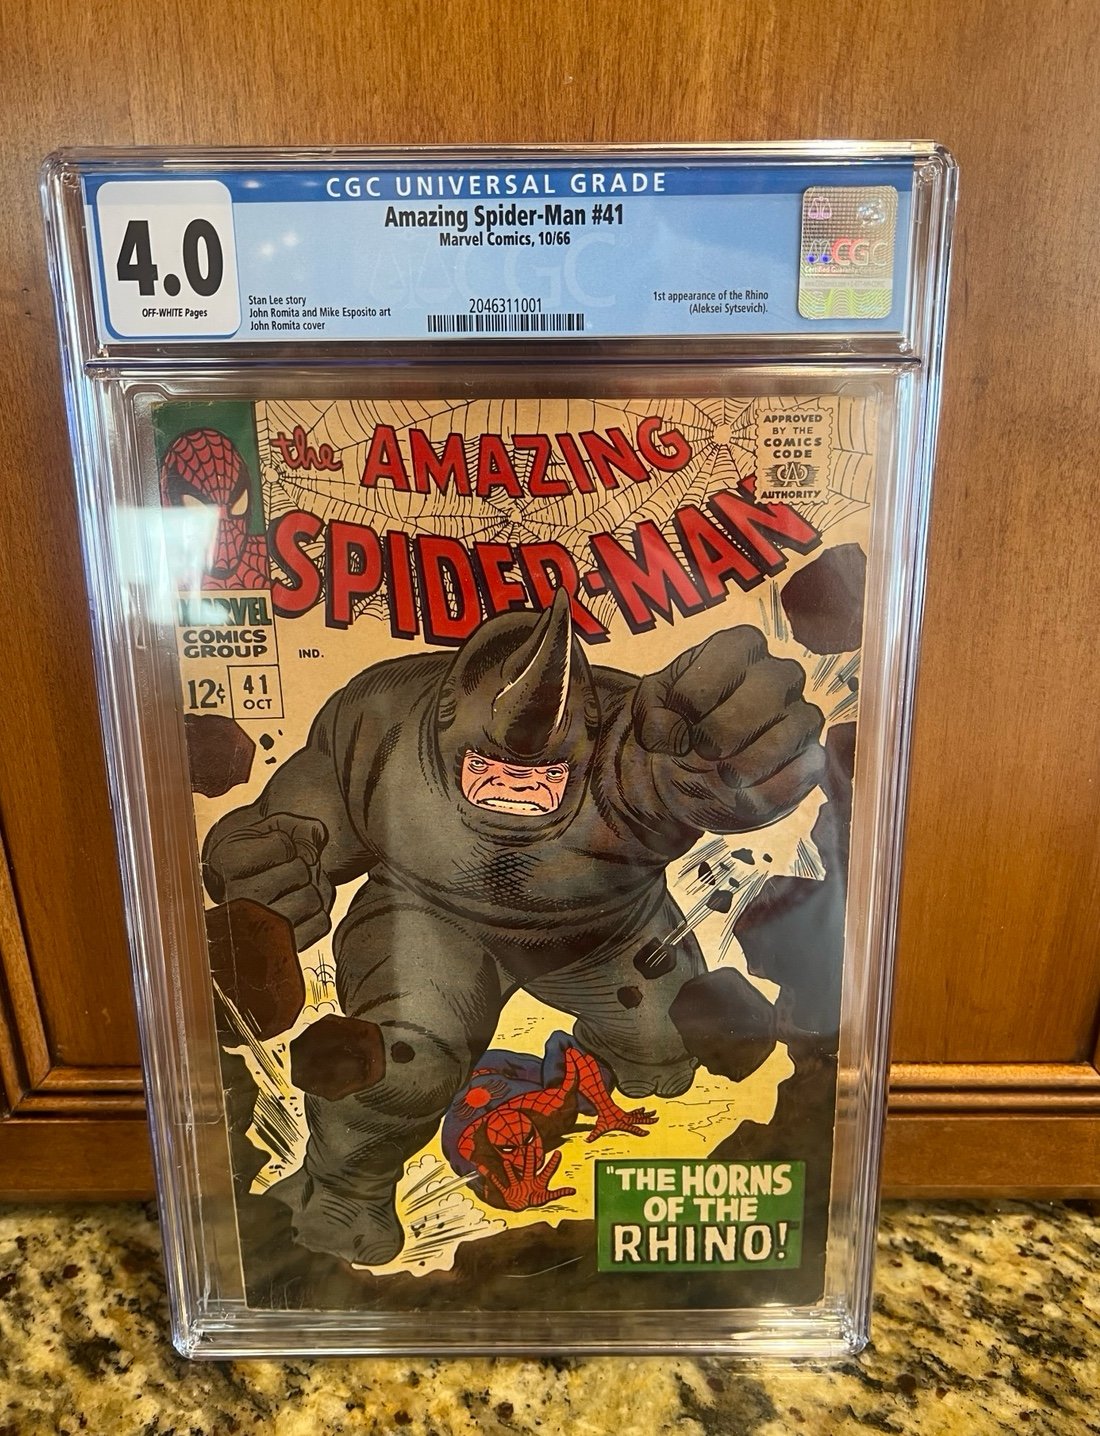 CGC UNIVERSAL GRADE
4.0
OFF-WHITE Pages
Amazing Spider-Man #41
Marvel Comics, 10/66
Stan Lee story
John Romita and Mike Esposito art
John Romita cover
2046311001
1st appearance of the Rhino
(Aleksei Sytsevich).
CGC
the AMAZING
SPIDER-MAN
APPROVED
BY THE
COMICS
CODE
CA
AUTHORITY
MARVEL
COMICS
GROUP
IND.
12¢
41
OCT
"THE HORNS
OF THE
RHINO!"